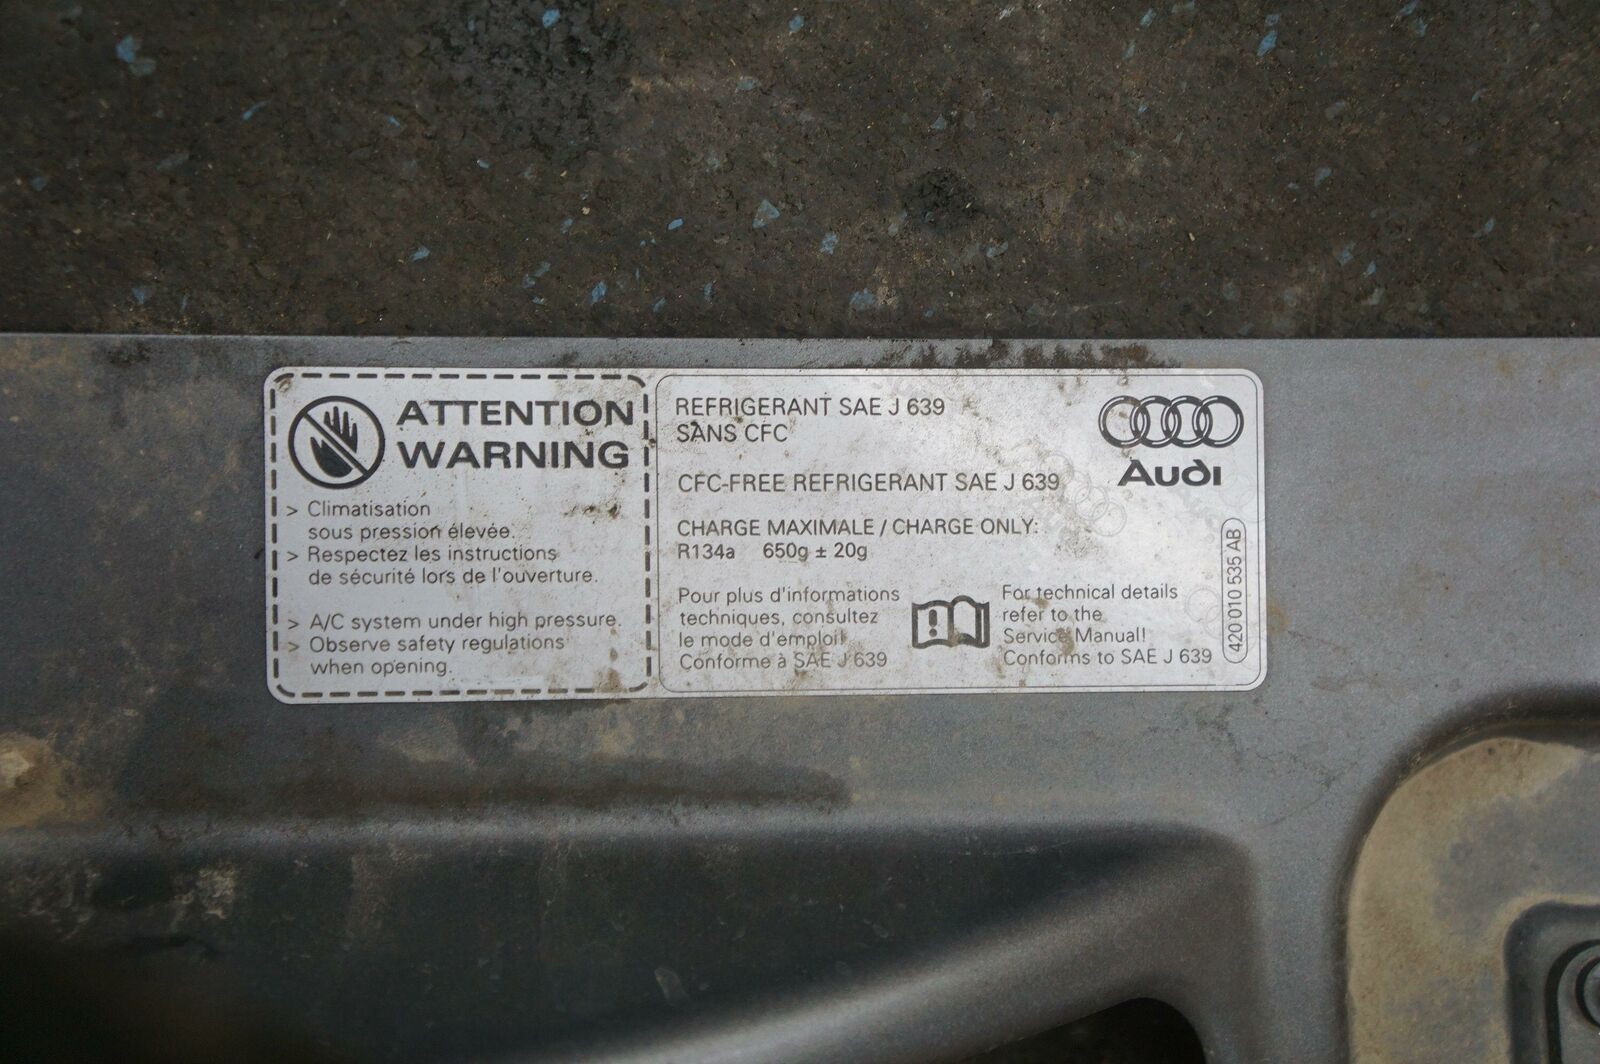 ATTENTION
WARNING
> Climatisation
sous pression élevée.
> Respectez les instructions
de sécurité lors de l'ouverture.
> A/C system under high pressure.
> Observe safety regulations
when opening.
REFRIGERANT SAE J 639
SANS CFC
CFC-FREE REFRIGERANT SAE J 639
CHARGE MAXIMALE / CHARGE ONLY:
R134a 650g ± 20g
Pour plus d'informations
techniques, consultez
le mode d'emploi!
Conforme à SAE J 639
For technical details
refer to the
Service Manual!
Conforms to SAE J 639
Audi
420 010 535 AB